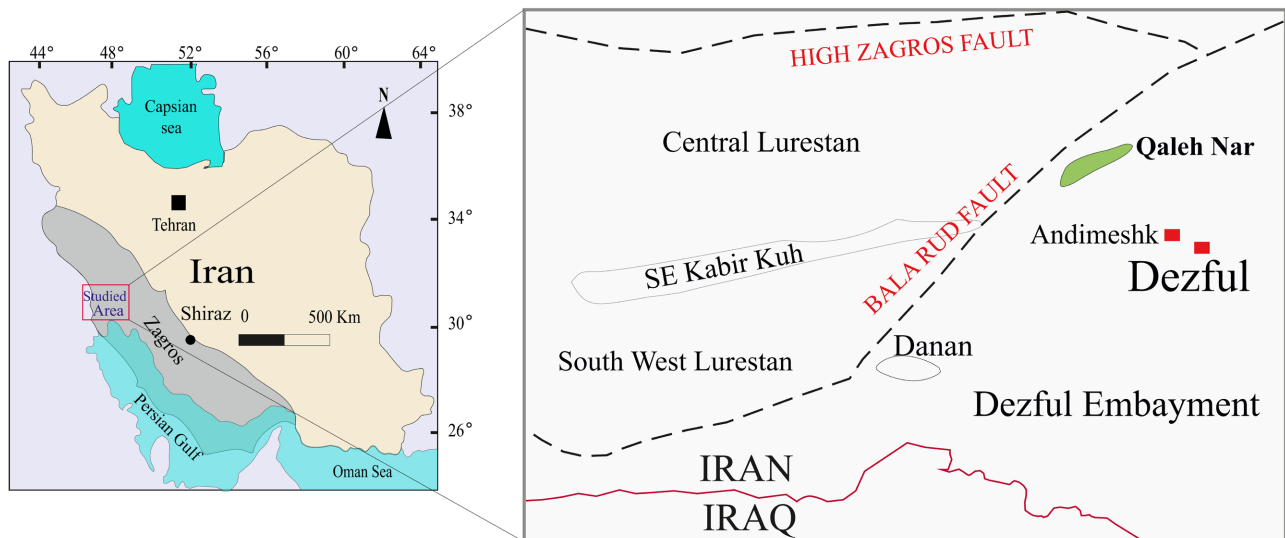 44° 48° 52° 56° 60° 64°
38°
34°
30°
26°
N
Capsian
sea
Tehran
Iran
Studied
Area
Shiraz
0 500 Km
Zagros
Persian Gulf
Oman Sea
HIGH ZAGROS FAULT
Central Lurestan
Qaleh Nar
BALA RUD FAULT
Andimeshk
SE Kabir Kuh
Dezful
Danan
South West Lurestan
Dezful Embayment
IRAN
IRAQ